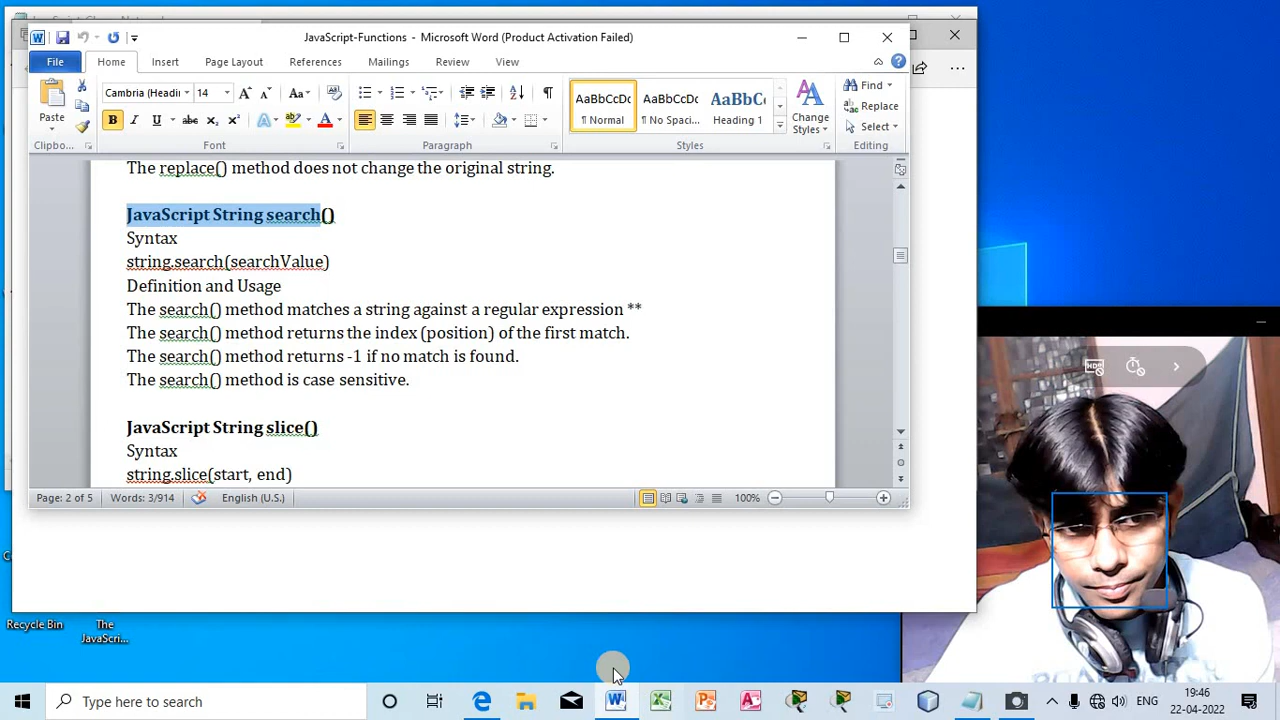 JavaScript-Functions - Microsoft Word (Product Activation Failed)
File Home Insert Page Layout References Mailings Review View
Paste
Cambria (Headi 14
Aa
B I U abc x₂ x²
A ab A
AaBbCcDc AaBbCcDc AaBbC
¶ Normal ¶ No Spaci... Heading 1
Change
Styles
Find
Replace
Select
Clipbo... Font Paragraph Styles Editing
The replace() method does not change the original string.
JavaScript String search()
Syntax
string.search(searchValue)
Definition and Usage
The search() method matches a string against a regular expression **
The search() method returns the index (position) of the first match.
The search() method returns -1 if no match is found.
The search() method is case sensitive.
JavaScript String slice()
Syntax
string.slice(start, end)
Page: 2 of 5 Words: 3/914 English (U.S.) 100%
HDR
Recycle Bin The
JavaScri...
Type here to search
ENG
19:46
22-04-2022